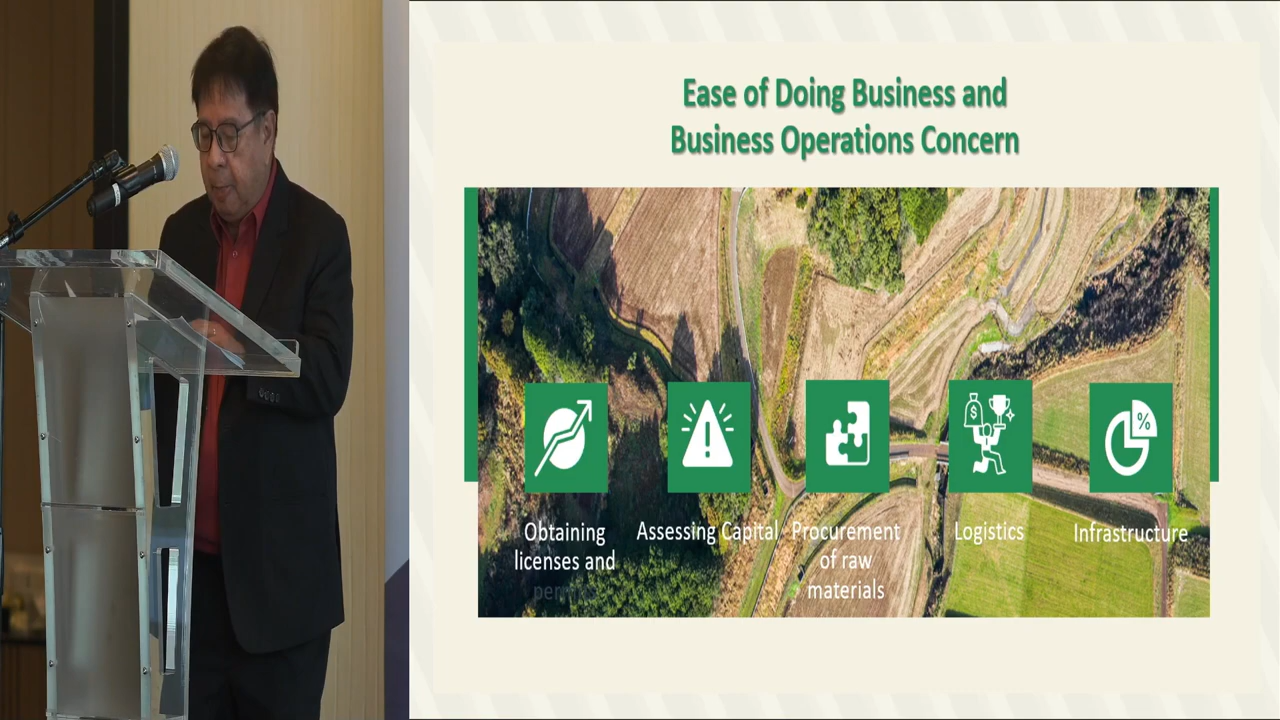 Ease of Doing Business and
Business Operations Concern
%
$
Obtaining
licenses and
permits
Assessing Capital
Procurement
of raw
materials
Logistics
Infrastructure